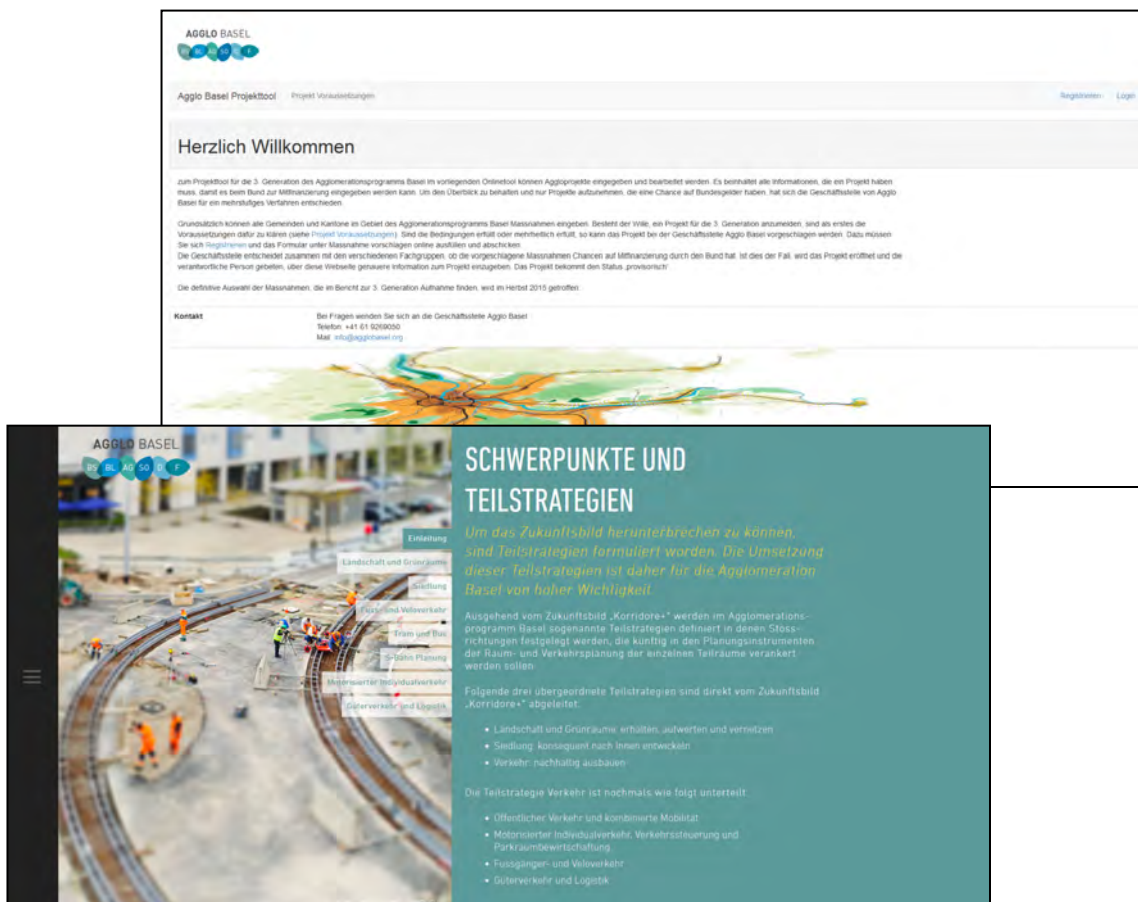 AGGLO BASEL
BS BL AG SO D F
Agglo Basel Projekttool Projekt Voraussetzungen Registrieren Login
Herzlich Willkommen
zum Projekttool für die 3. Generation des Agglomerationsprogramms Basel Im vorliegenden Onlinetool können Aggloprojekte eingegeben und bearbeitet werden. Es beinhaltet alle Informationen, die ein Projekt haben
muss, damit es beim Bund zur Mitfinanzierung eingegeben werden kann. Um den Überblick zu behalten und nur Projekte aufzunehmen, die eine Chance auf Bundesgelder haben, hat sich die Geschäftsstelle von Agglo
Basel für ein mehrstufiges Verfahren entschieden.
Grundsätzlich können alle Gemeinden und Kantone im Gebiet des Agglomerationsprogramms Basel Massnahmen eingeben. Besteht der Wille, ein Projekt für die 3. Generation anzumelden, sind als erstes die
Voraussetzungen dafür zu klären (siehe Projekt Voraussetzungen). Sind die Bedingungen erfüllt oder mehrheitlich erfüllt, so kann das Projekt bei der Geschäftsstelle Agglo Basel vorgeschlagen werden. Dazu müssen
Sie sich Registrieren und das Formular unter Massnahme vorschlagen online ausfüllen und abschicken.
Die Geschäftsstelle entscheidet zusammen mit den verschiedenen Fachgruppen, ob die vorgeschlagene Massnahmen Chancen auf Mitfinanzierung durch den Bund hat. Ist dies der Fall, wird das Projekt eröffnet und die
verantwortliche Person gebeten, über diese Webseite genauere Information zum Projekt einzugeben. Das Projekt bekommt den Status „provisorisch“
Die definitive Auswahl der Massnahmen, die im Bericht zur 3. Generation Aufnahme finden, wird im Herbst 2015 getroffen.
Kontakt Bei Fragen wenden Sie sich an die Geschäftsstelle Agglo Basel
Telefon: +41 61 9269050
Mail: info@agglobasel.org
AGGLO BASEL
BS BL AG SO D F
Einleitung
Landschaft und Grünräume
Siedlung
Fuss- und Veloverkehr
Tram und Bus
S-Bahn Planung
Motorisierter Individualverkehr
Güterverkehr und Logistik
SCHWERPUNKTE UND
TEILSTRATEGIEN
Um das Zukunftsbild herunterbrechen zu können,
sind Teilstrategien formuliert worden. Die Umsetzung
dieser Teilstrategien ist daher für die Agglomeration
Basel von hoher Wichtigkeit.
Ausgehend vom Zukunftsbild „Korridore+“ werden im Agglomerations-
programm Basel sogenannte Teilstrategien definiert in denen Stoss-
richtungen festgelegt werden, die künftig in den Planungsinstrumenten
der Raum- und Verkehrsplanung der einzelnen Teilräume verankert
werden sollen.
Folgende drei übergeordnete Teilstrategien sind direkt vom Zukunftsbild
„Korridore+“ abgeleitet:
• Landschaft und Grünräume: erhalten, aufwerten und vernetzen
• Siedlung: konsequent nach Innen entwickeln
• Verkehr: nachhaltig ausbauen
Die Teilstrategie Verkehr ist nochmals wie folgt unterteilt:
• Öffentlicher Verkehr und kombinierte Mobilität
• Motorisierter Individualverkehr, Verkehrssteuerung und
Parkraumbewirtschaftung
• Fussgänger- und Veloverkehr
• Güterverkehr und Logistik